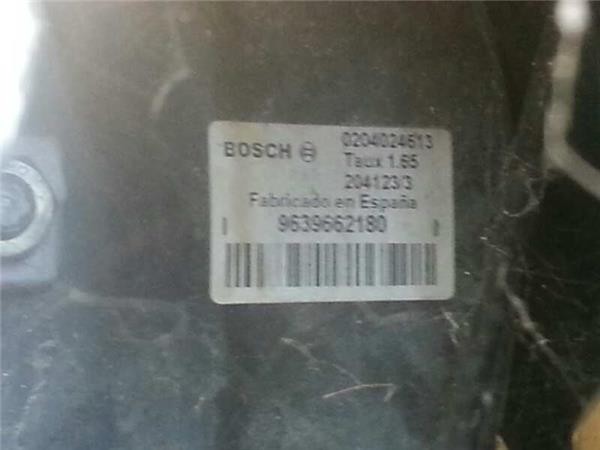 BOSCH 0204024613
Taux 1.65
204123/3
Fabricado en España
9639662180